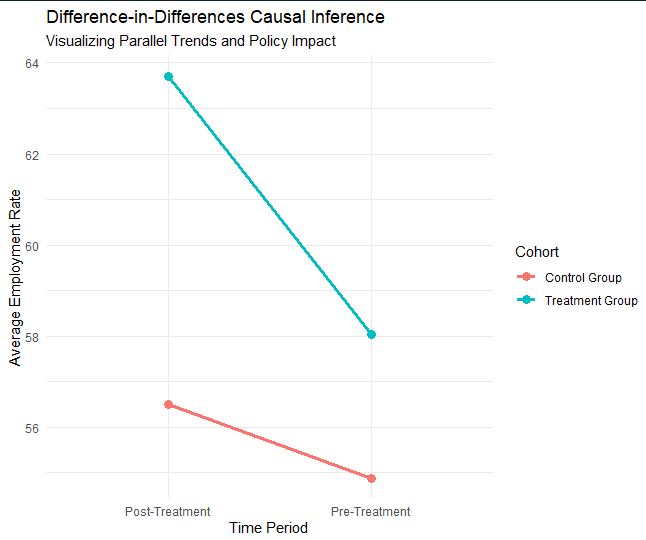 Difference-in-Differences Causal Inference
Visualizing Parallel Trends and Policy Impact
64
62
60
58
56
Average Employment Rate
Post-Treatment
Pre-Treatment
Time Period
Cohort
Control Group
Treatment Group